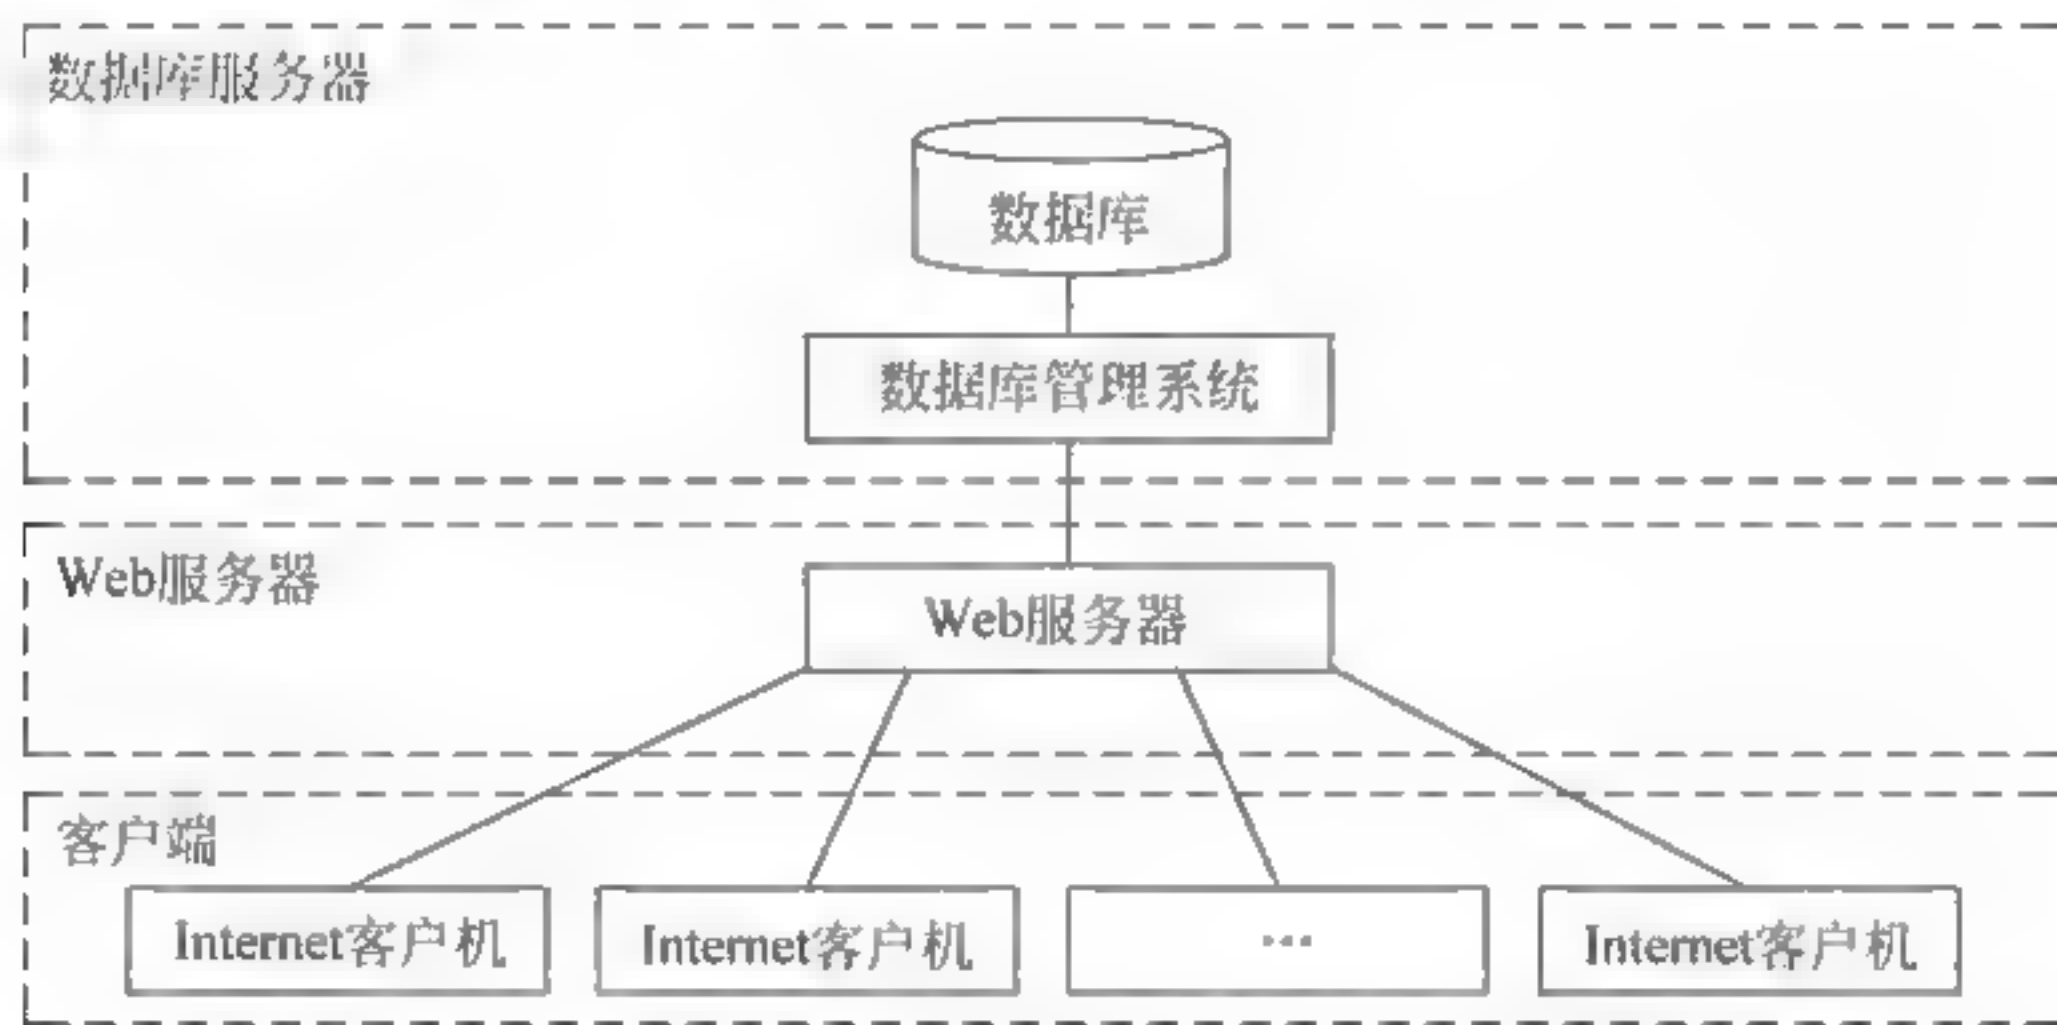 数据库服务器
数据库
数据库管理系统
Web服务器
Web服务器
客户端
Internet客户机
Internet客户机
...
Internet客户机